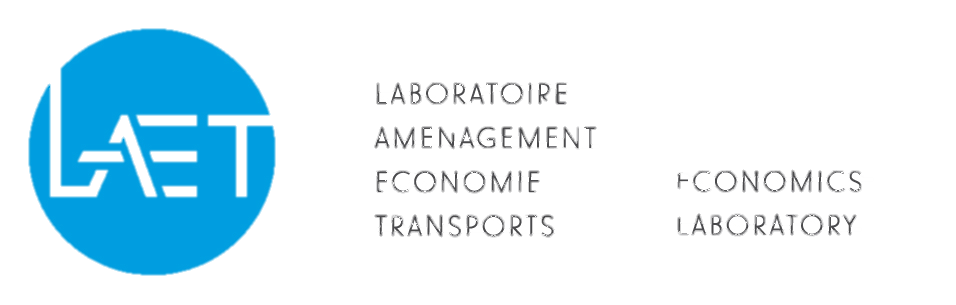 LAET
LABORATOIRE
AMENAGEMENT
ECONOMIE
TRANSPORTS
ECONOMICS
LABORATORY